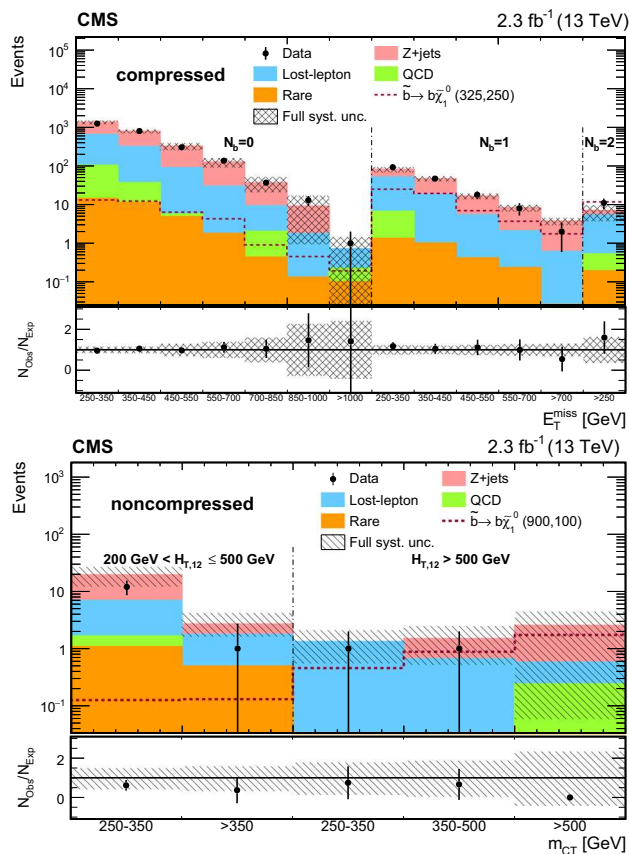 CMS 2.3 fb⁻¹ (13 TeV)
Events
10⁵
10⁴
10³
10²
10
1
10⁻¹
compressed
Data
Z+jets
Lost-lepton
QCD
Rare
b̃→ bχ̃₁⁰ (325,250)
Full syst. unc.
N_b=0
N_b=1
N_b=2
N_Obs/N_Exp
2
0
250-350 350-450 450-550 550-700 700-850 850-1000 >1000 250-350 350-450 450-550 550-700 >700 >250
E_T^miss [GeV]
CMS 2.3 fb⁻¹ (13 TeV)
Events
10³
10²
10
1
10⁻¹
noncompressed
Data
Z+jets
Lost-lepton
QCD
Rare
b̃→ bχ̃₁⁰ (900,100)
Full syst. unc.
200 GeV < H_T,12 ≤ 500 GeV
H_T,12 > 500 GeV
N_Obs/N_Exp
2
0
250-350 >350 250-350 350-500 >500
m_CT [GeV]